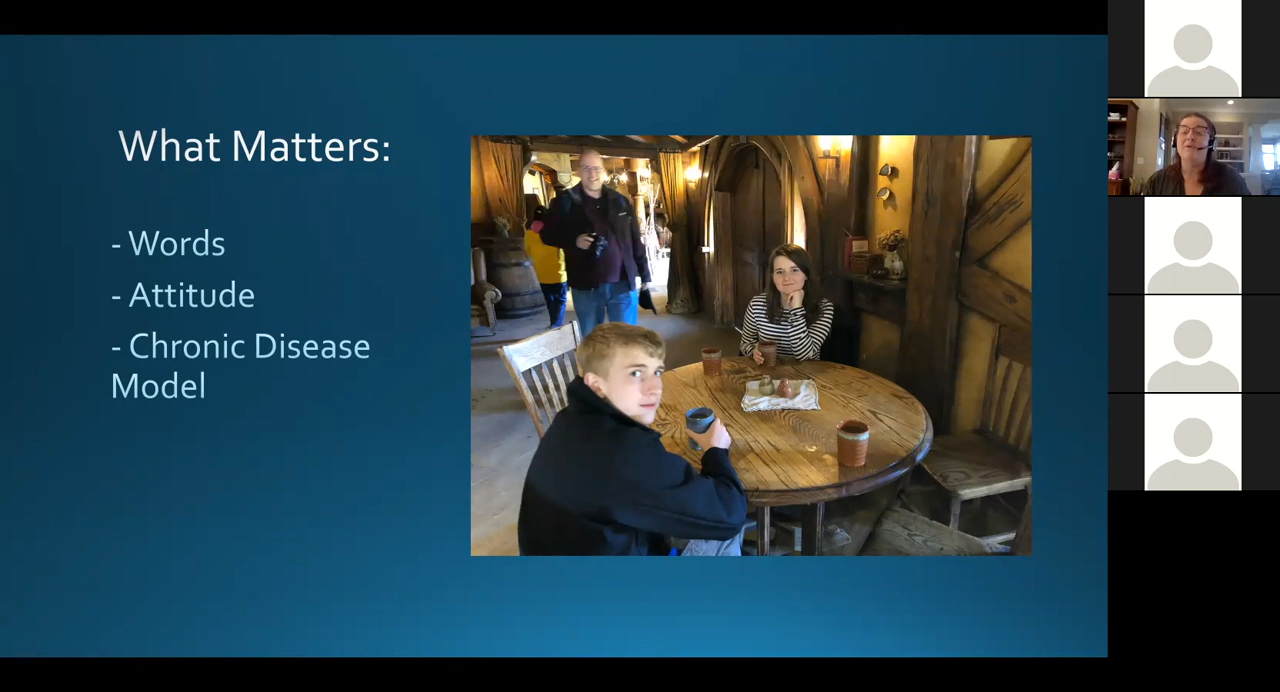 What Matters:
- Words
- Attitude
- Chronic Disease
Model